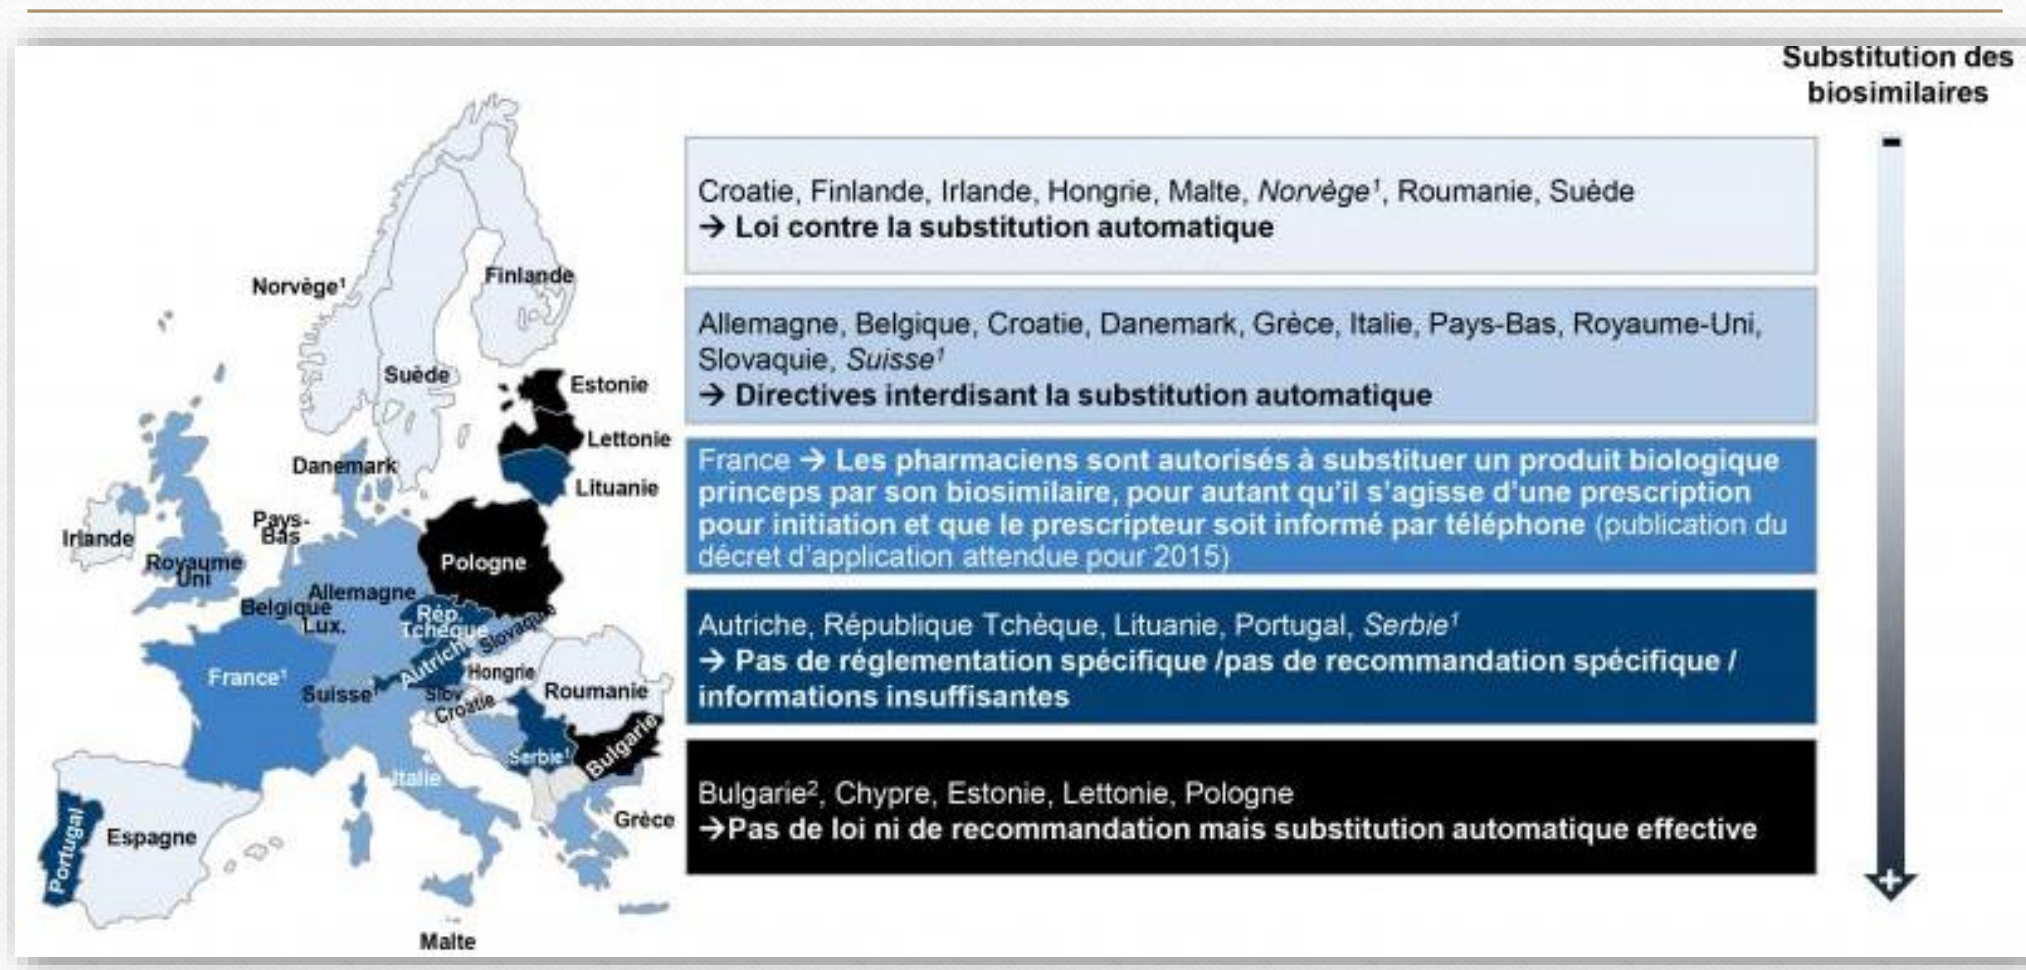 Substitution des
biosimilaires
-
Croatie, Finlande, Irlande, Hongrie, Malte, Norvège¹, Roumanie, Suède
→ Loi contre la substitution automatique
Allemagne, Belgique, Croatie, Danemark, Grèce, Italie, Pays-Bas, Royaume-Uni,
Slovaquie, Suisse¹
→ Directives interdisant la substitution automatique
France → Les pharmaciens sont autorisés à substituer un produit biologique
princeps par son biosimilaire, pour autant qu'il s'agisse d'une prescription
pour initiation et que le prescripteur soit informé par téléphone (publication du
décret d'application attendue pour 2015)
Autriche, République Tchèque, Lituanie, Portugal, Serbie¹
→ Pas de réglementation spécifique /pas de recommandation spécifique /
informations insuffisantes
Bulgarie², Chypre, Estonie, Lettonie, Pologne
→Pas de loi ni de recommandation mais substitution automatique effective
+
Norvège¹
Finlande
Suède
Estonie
Lettonie
Danemark
Lituanie
Pays-
Bas
Irlande
Royaume
Uni
Pologne
Allemagne
Belgique
Lux.
Rép.
Tchèque
Slovaquie
Autriche
France¹
Hongrie
Suisse¹
Slov.
Croatie
Roumanie
Serbie¹
Bulgarie
Italie
Grèce
Portugal
Espagne
Malte